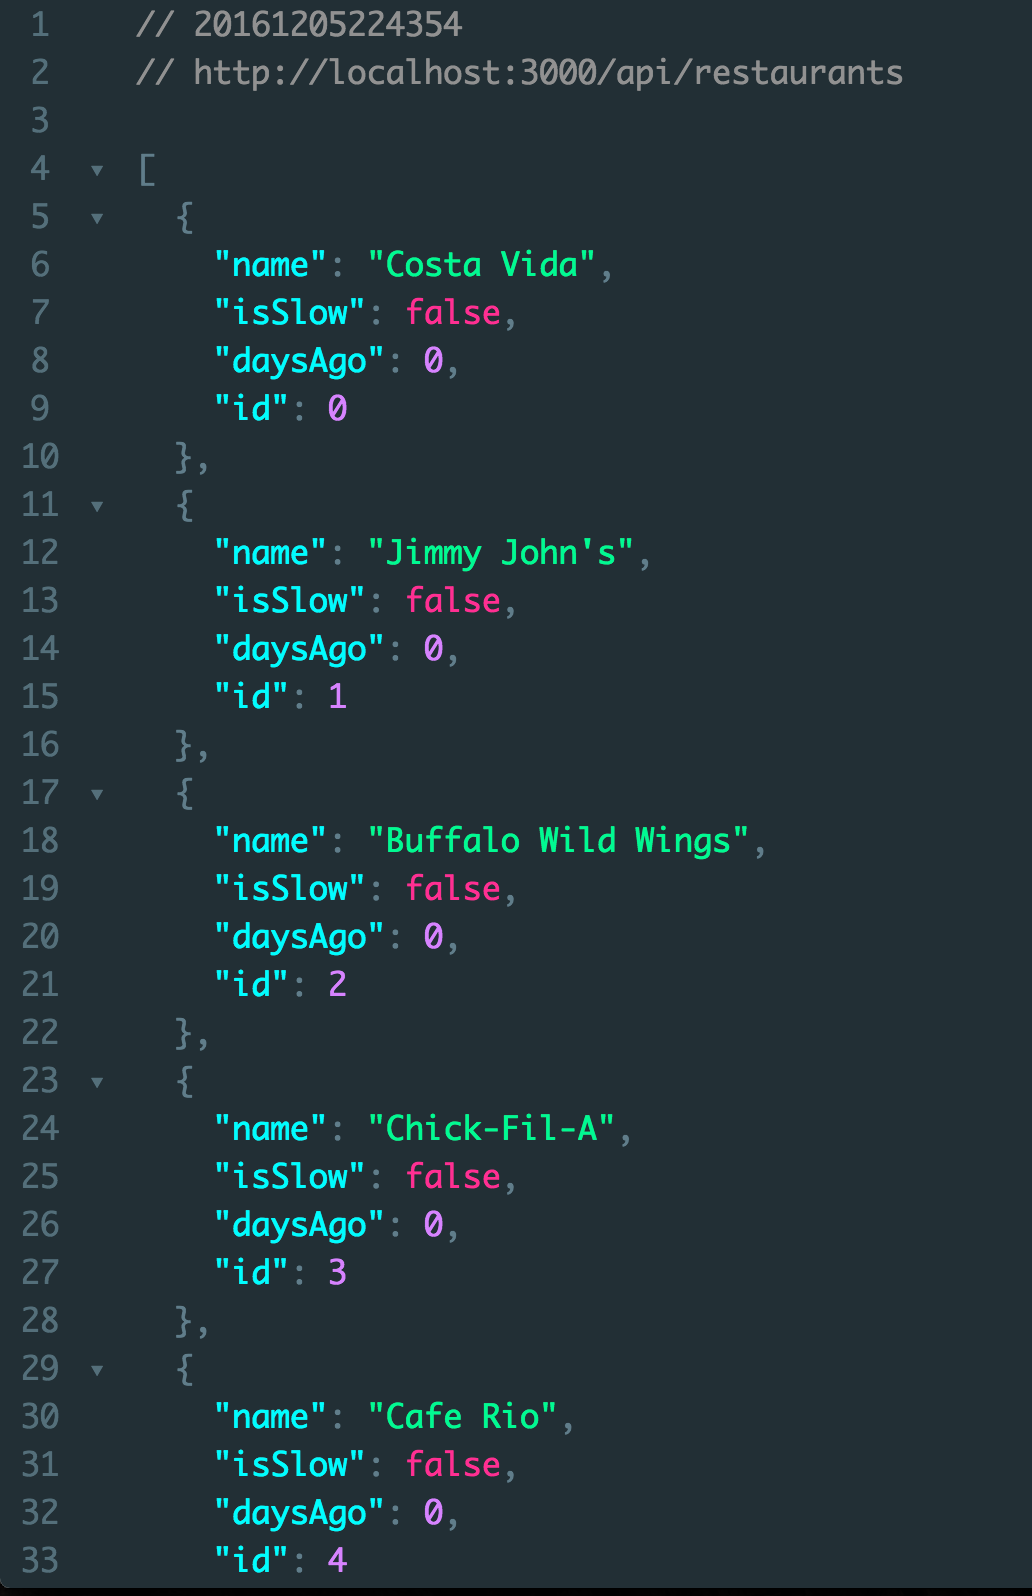 1 // 20161205224354
2 // http://localhost:3000/api/restaurants
3
4 [
5 {
6 "name": "Costa Vida",
7 "isSlow": false,
8 "daysAgo": 0,
9 "id": 0
10 },
11 {
12 "name": "Jimmy John's",
13 "isSlow": false,
14 "daysAgo": 0,
15 "id": 1
16 },
17 {
18 "name": "Buffalo Wild Wings",
19 "isSlow": false,
20 "daysAgo": 0,
21 "id": 2
22 },
23 {
24 "name": "Chick-Fil-A",
25 "isSlow": false,
26 "daysAgo": 0,
27 "id": 3
28 },
29 {
30 "name": "Cafe Rio",
31 "isSlow": false,
32 "daysAgo": 0,
33 "id": 4